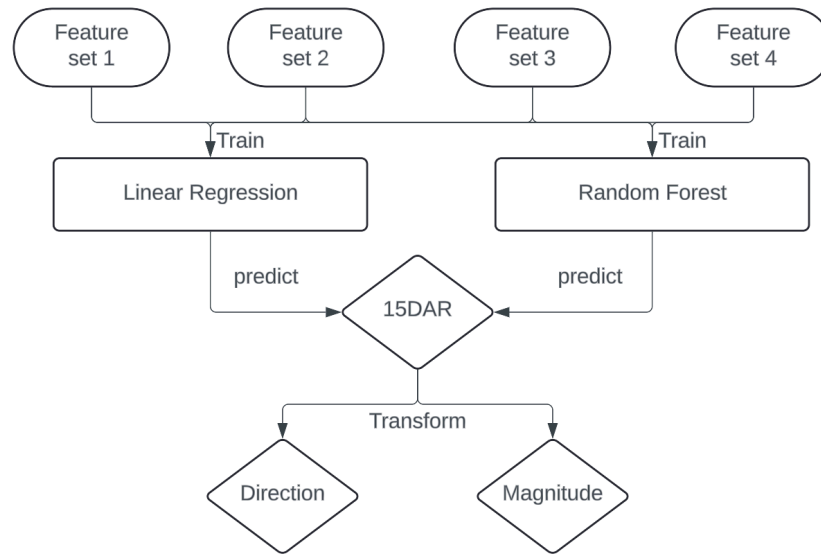 Feature
set 1
Feature
set 2
Feature
set 3
Feature
set 4
Train
Train
Linear Regression
Random Forest
predict
predict
15DAR
Transform
Direction
Magnitude